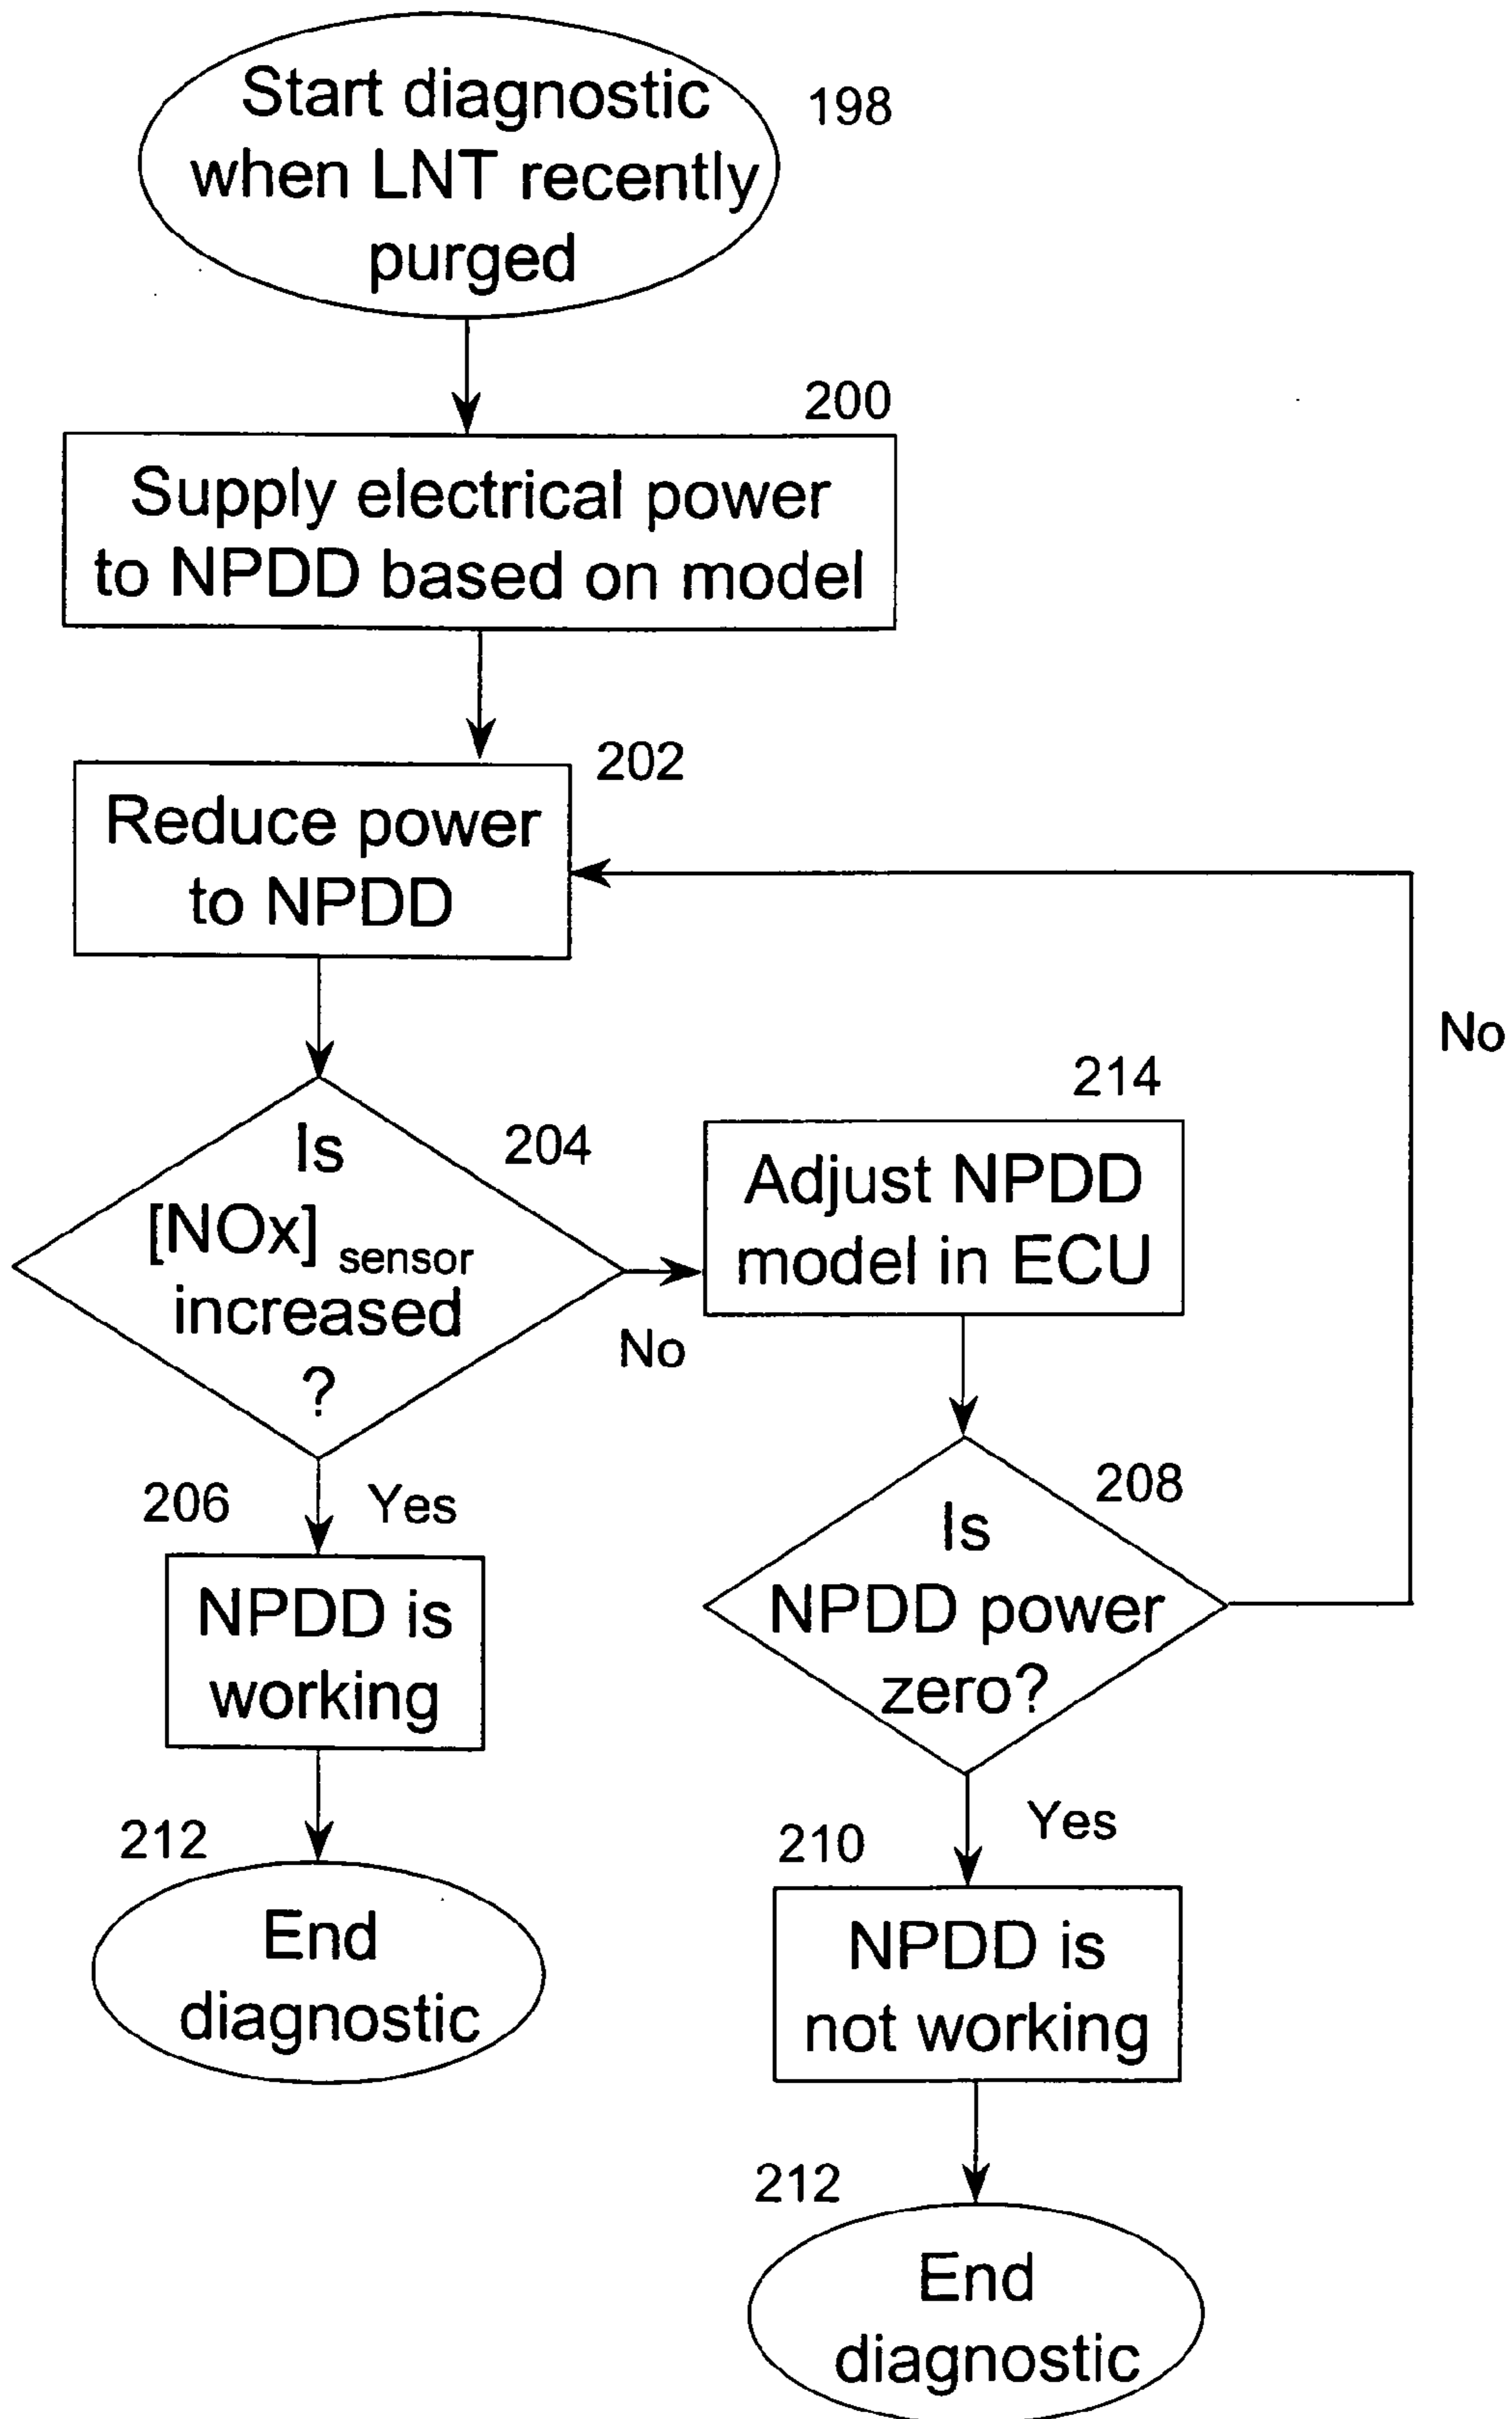 Start diagnostic
when LNT recently
purged
198
200
Supply electrical power
to NPDD based on model
202
Reduce power
to NPDD
No
214
204
Is
[NOx] sensor
increased
?
Adjust NPDD
model in ECU
No
206
Yes
208
Is
NPDD power
zero?
NPDD is
working
212
210
Yes
End
diagnostic
NPDD is
not working
212
End
diagnostic